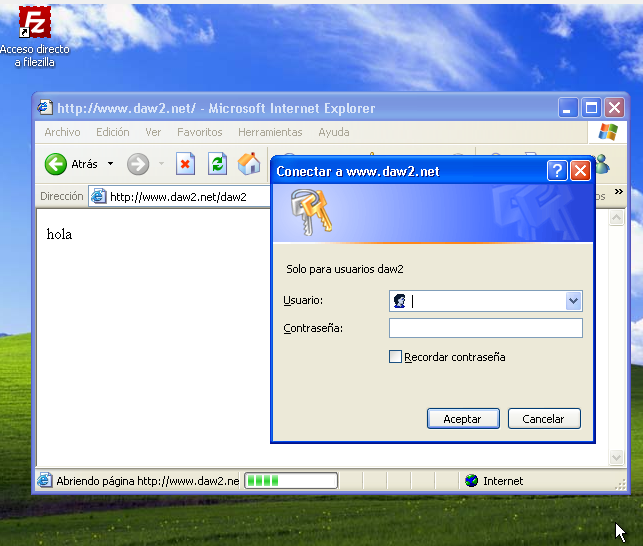 Acceso directo
a filezilla
http://www.daw2.net/ - Microsoft Internet Explorer
Archivo Edición Ver Favoritos Herramientas Ayuda
Atrás
Dirección http://www.daw2.net/daw2
hola
Conectar a www.daw2.net
Solo para usuarios daw2
Usuario:
Contraseña:
Recordar contraseña
Aceptar Cancelar
Abriendo página http://www.daw2.ne Internet